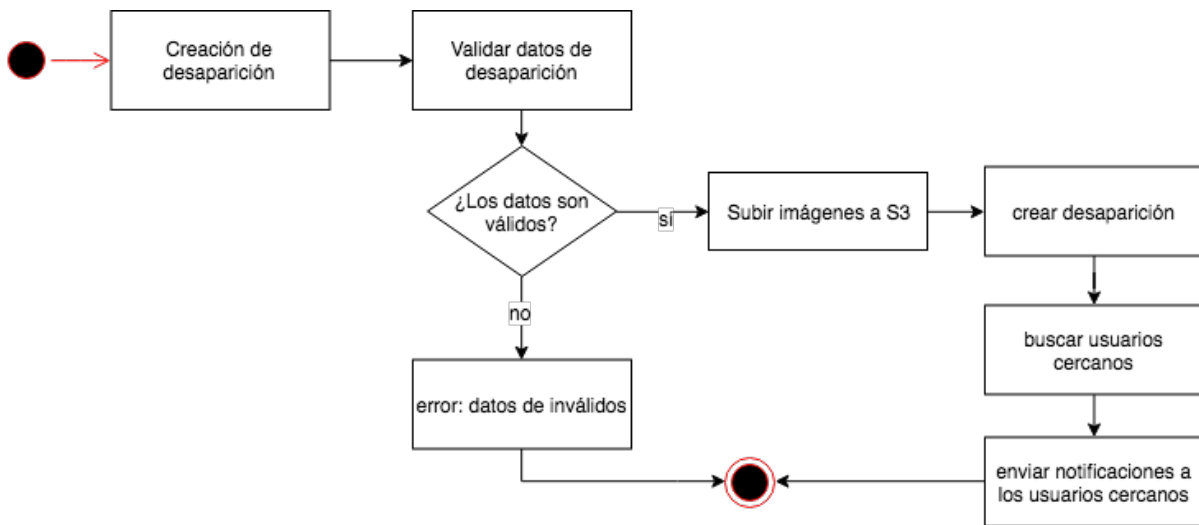 Creación de
desaparición
Validar datos de
desaparición
¿Los datos son
válidos?
sí
Subir imágenes a S3
crear desaparición
buscar usuarios
cercanos
no
error: datos de inválidos
enviar notificaciones a
los usuarios cercanos